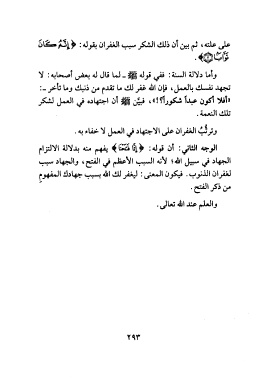 على علته، ثم بين أن ذلك الشكر سبب الغفران بقوله: ﴿إِنَّهُ كَانَ
تَوَّابًا﴾.
وأما دلالة السنة: ففي قوله ﷺ ـ لما قال له بعض أصحابه: لا
تجهد نفسك بالعمل، فإن الله غفر لك ما تقدم من ذنبك وما تأخر ـ:
«أفلا أكون عبداً شكوراً؟!»، فبيَّن ﷺ أن اجتهاده في العمل لشكر
تلك النعمة.
وترتُّب الغفران على الاجتهاد في العمل لا خفاء به.
الوجه الثاني: أن قوله: ﴿إِنَّا فَتَحْنَا﴾ يفهم منه بدلالة الالتزام
الجهاد في سبيل الله؛ لأنه السبب الأعظم في الفتح، والجهاد سبب
لغفران الذنوب. فيكون المعنى: ليغفر لك الله بسبب جهادك المفهوم
من ذكر الفتح.
والعلم عند الله تعالى.
٢٩٣